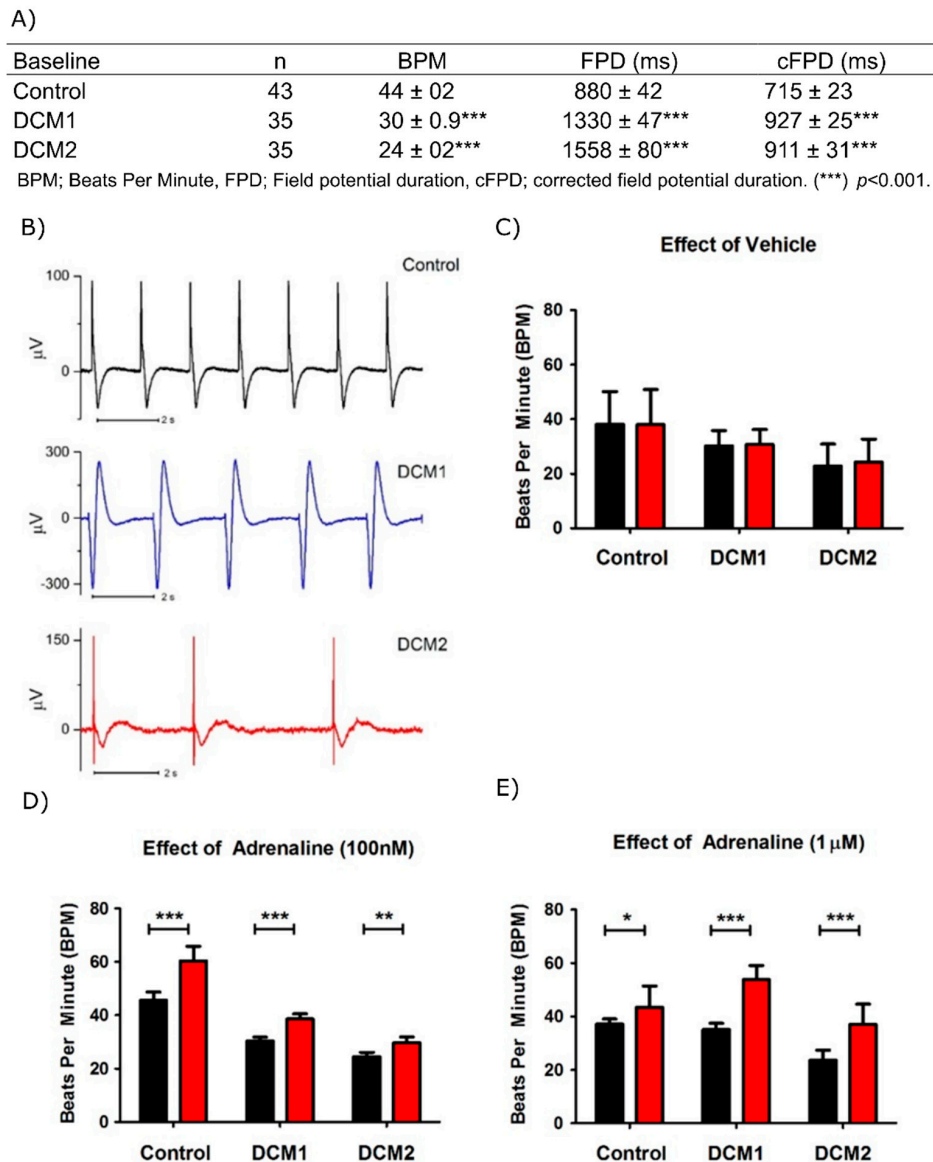 A)
Baseline n BPM FPD (ms) cFPD (ms)
Control 43 44 ± 02 880 ± 42 715 ± 23
DCM1 35 30 ± 0.9*** 1330 ± 47*** 927 ± 25***
DCM2 35 24 ± 02*** 1558 ± 80*** 911 ± 31***
BPM; Beats Per Minute, FPD; Field potential duration, cFPD; corrected field potential duration. (***) p<0.001.
B)
Control
100
0
µV
2 s
DCM1
300
0
-300
µV
2 s
DCM2
150
0
µV
2 s
C)
Effect of Vehicle
Beats Per Minute (BPM)
80
60
40
20
0
Control DCM1 DCM2
D)
Effect of Adrenaline (100nM)
Beats Per Minute (BPM)
80
60
40
20
0
*** *** **
Control DCM1 DCM2
E)
Effect of Adrenaline (1 µM)
Beats Per Minute (BPM)
80
60
40
20
0
* *** ***
Control DCM1 DCM2